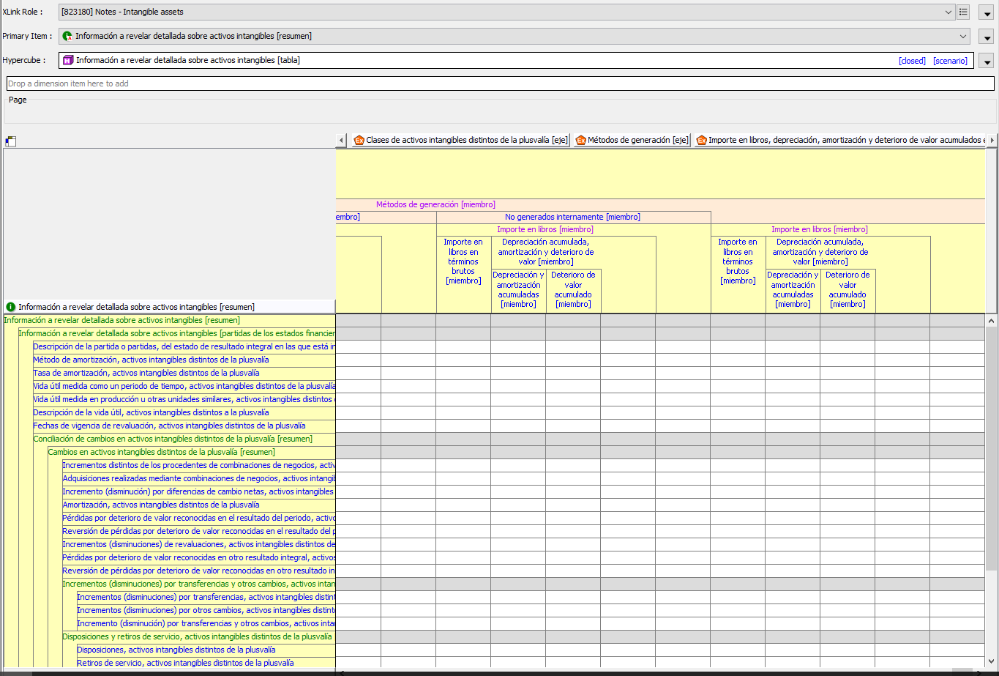 XLink Role :
[823180] Notes - Intangible assets
Primary Item :
Información a revelar detallada sobre activos intangibles [resumen]
Hypercube :
Información a revelar detallada sobre activos intangibles [tabla]
[closed] [scenario]
Drop a dimension item here to add
Page
Clases de activos intangibles distintos de la plusvalía [eje]
Métodos de generación [eje]
Importe en libros, depreciación, amortización y deterioro de valor acumulados e
Métodos de generación [miembro]
embro]
No generados internamente [miembro]
Importe en libros [miembro]
Importe en libros [miembro]
Importe en
libros en
términos
brutos
[miembro]
Depreciación acumulada,
amortización y deterioro de
valor [miembro]
Depreciación y
amortización
acumuladas
[miembro]
Deterioro de
valor
acumulado
[miembro]
Importe en
libros en
términos
brutos
[miembro]
Depreciación acumulada,
amortización y deterioro de
valor [miembro]
Depreciación y
amortización
acumuladas
[miembro]
Deterioro de
valor
acumulado
[miembro]
Información a revelar detallada sobre activos intangibles [resumen]
Información a revelar detallada sobre activos intangibles [resumen]
Información a revelar detallada sobre activos intangibles [partidas de los estados financier
Descripción de la partida o partidas, del estado de resultado integral en las que está in
Método de amortización, activos intangibles distintos de la plusvalía
Tasa de amortización, activos intangibles distintos de la plusvalía
Vida útil medida como un periodo de tiempo, activos intangibles distintos de la plusvalía
Vida útil medida en producción u otras unidades similares, activos intangibles distintos
Descripción de la vida útil, activos intangibles distintos a la plusvalía
Fechas de vigencia de revaluación, activos intangibles distintos de la plusvalía
Conciliación de cambios en activos intangibles distintos de la plusvalía [resumen]
Cambios en activos intangibles distintos de la plusvalía [resumen]
Incrementos distintos de los procedentes de combinaciones de negocios, activ
Adquisiciones realizadas mediante combinaciones de negocios, activos intangib
Incremento (disminución) por diferencias de cambio netas, activos intangibles
Amortización, activos intangibles distintos de la plusvalía
Pérdidas por deterioro de valor reconocidas en el resultado del periodo, activo
Reversión de pérdidas por deterioro de valor reconocidas en el resultado del p
Incrementos (disminuciones) de revaluaciones, activos intangibles distintos de
Pérdidas por deterioro de valor reconocidas en otro resultado integral, activos
Reversión de pérdidas por deterioro de valor reconocidas en otro resultado in
Incrementos (disminuciones) por transferencias y otros cambios, activos intan
Incrementos (disminuciones) por transferencias, activos intangibles distint
Incrementos (disminuciones) por otros cambios, activos intangibles distint
Incremento (disminución) por transferencias y otros cambios, activos inta
Disposiciones y retiros de servicio, activos intangibles distintos de la plusvalía
Disposiciones, activos intangibles distintos de la plusvalía
Retiros de servicio, activos intangibles distintos de la plusvalía